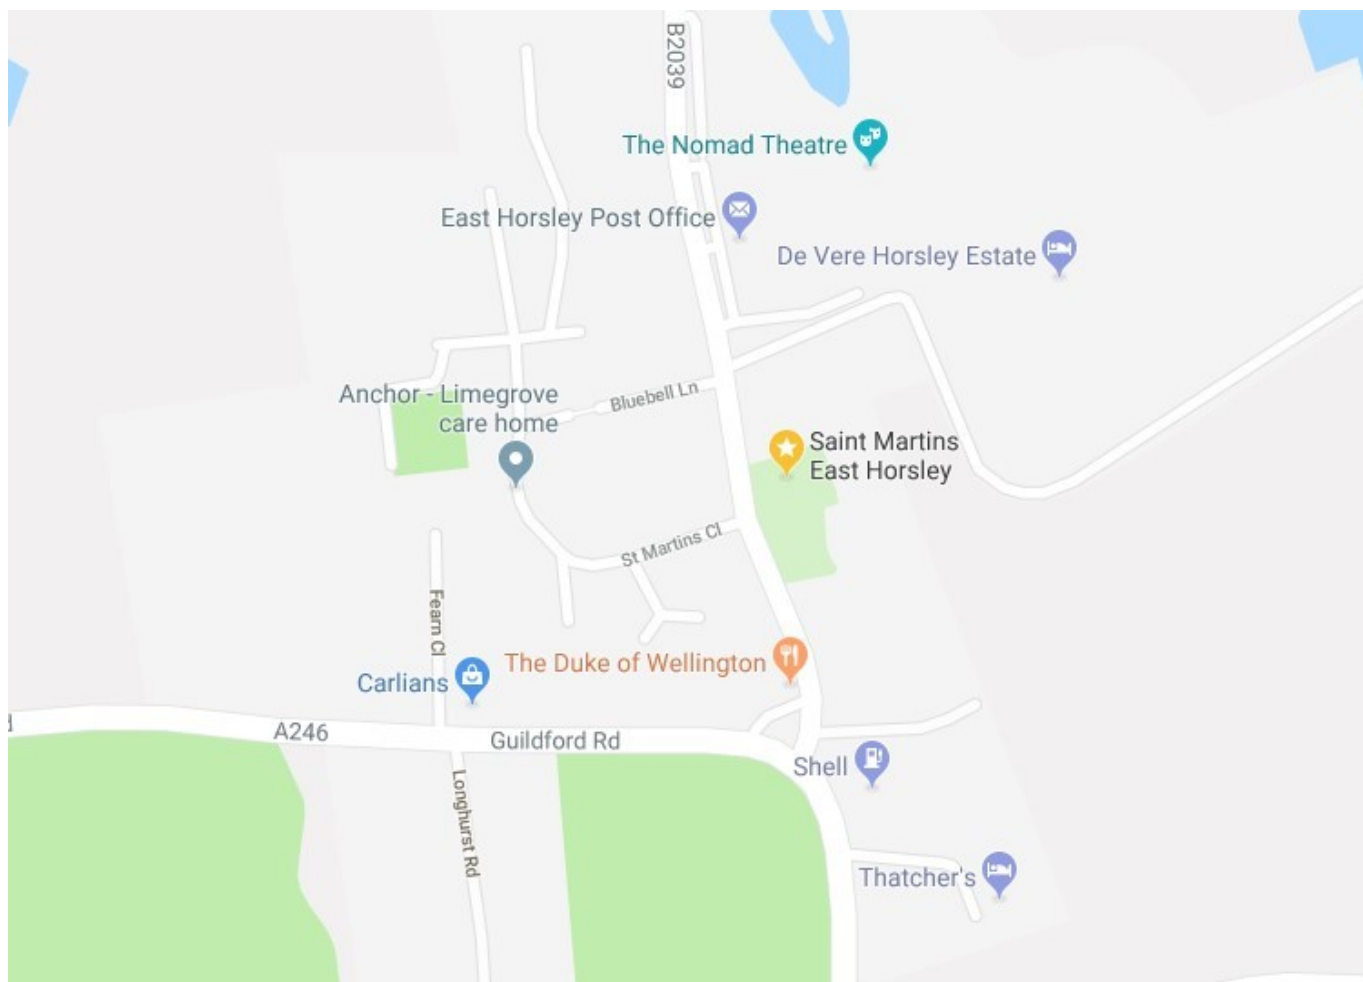 B2039
The Nomad Theatre
East Horsley Post Office
De Vere Horsley Estate
Anchor - Limegrove
care home
Bluebell Ln
Saint Martins
East Horsley
St Martins Cl
Fearn Cl
The Duke of Wellington
Carlians
A246
Guildford Rd
Shell
Longhurst Rd
Thatcher's